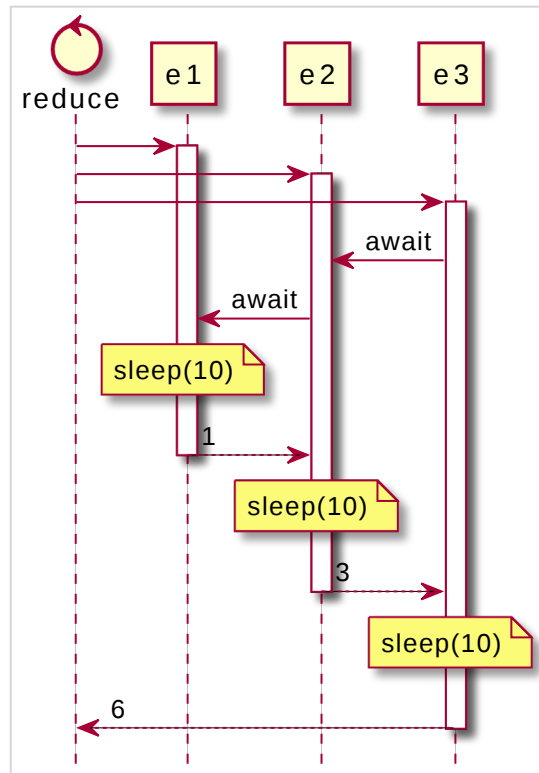 reduce
e1
e2
e3
await
await
sleep(10)
1
sleep(10)
3
sleep(10)
6